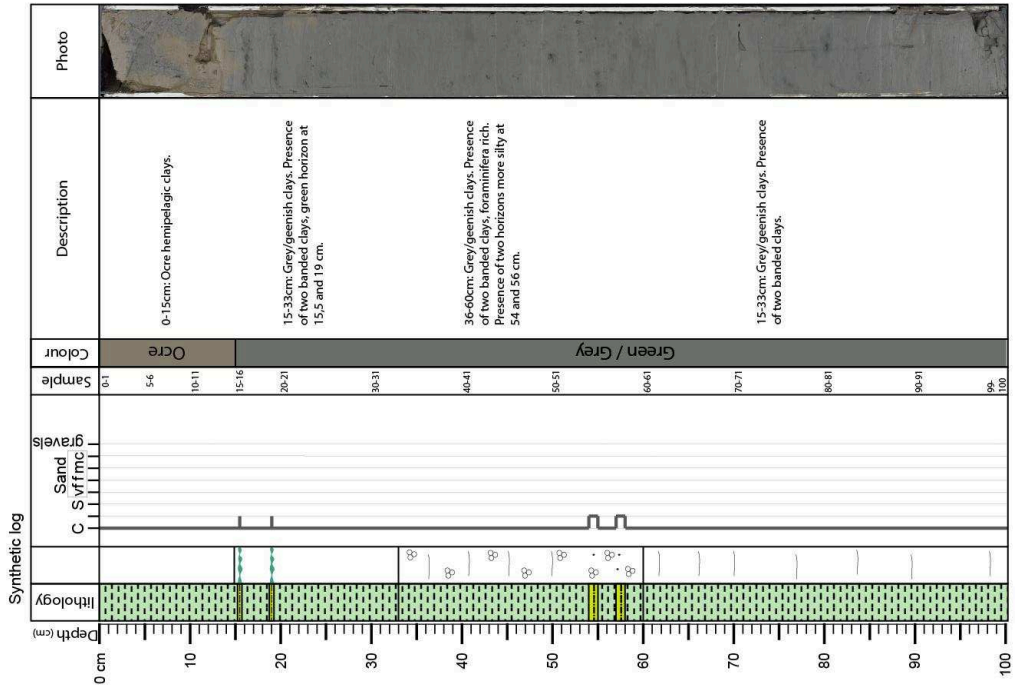 Synthetic log
Depth (cm)
lithology
C S vf f m c gravels
Sand
Sample
Colour
Description
Photo
0 cm
10
20
30
40
50
60
70
80
90
100
0-1
5-6
10-11
15-16
20-21
30-31
40-41
50-51
60-61
70-71
80-81
90-91
99-
100
Ocre
Green / Grey
0-15cm: Ocre hemipelagic clays.
15-33cm: Grey/geenish clays. Presence
of two banded clays, green horizon at
15,5 and 19 cm.
36-60cm: Grey/geenish clays. Presence
of two banded clays, foraminifera rich.
Presence of two horizons more silty at
54 and 56 cm.
15-33cm: Grey/geenish clays. Presence
of two banded clays.